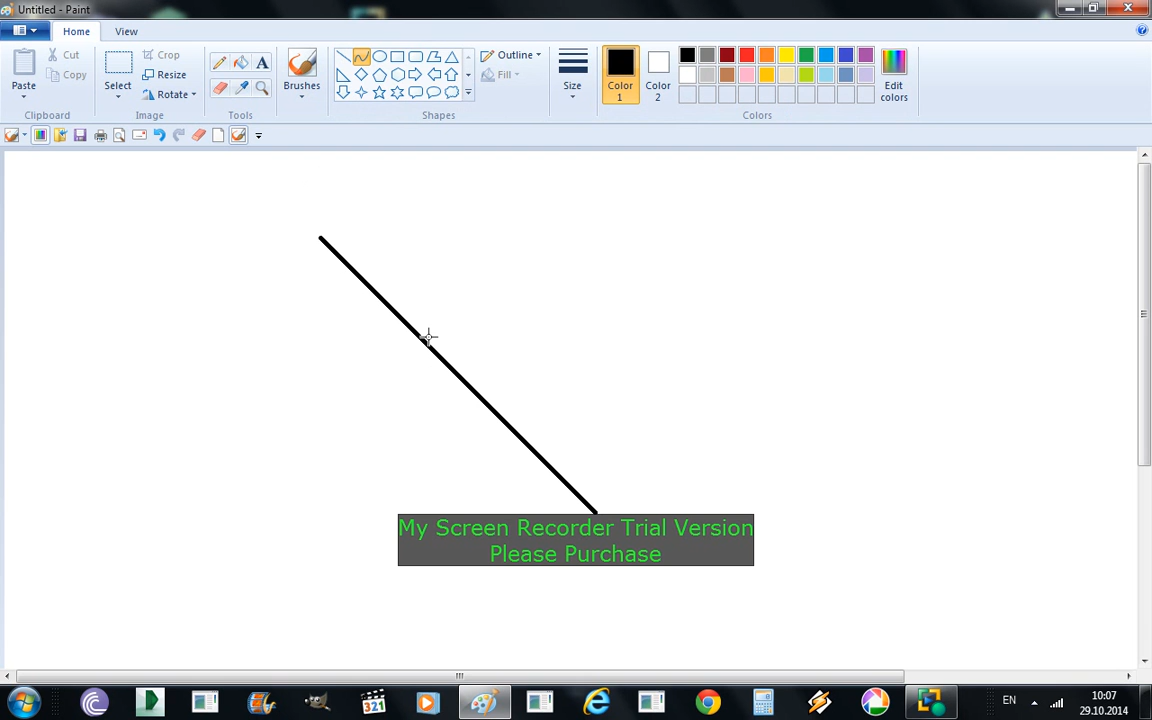 Untitled - Paint
Home
View
Paste
Cut
Copy
Clipboard
Select
Crop
Resize
Rotate
Image
A
Tools
Brushes
Outline
Fill
Shapes
Size
Color 1
Color 2
Edit colors
Colors
My Screen Recorder Trial Version
Please Purchase
321
EN
10:07
29.10.2014